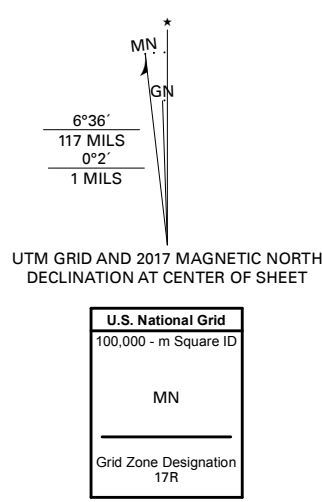 ★
MN
GN
6°36´
117 MILS
0°2´
1 MILS
UTM GRID AND 2017 MAGNETIC NORTH
DECLINATION AT CENTER OF SHEET
U.S. National Grid
100,000 - m Square ID
MN
Grid Zone Designation
17R